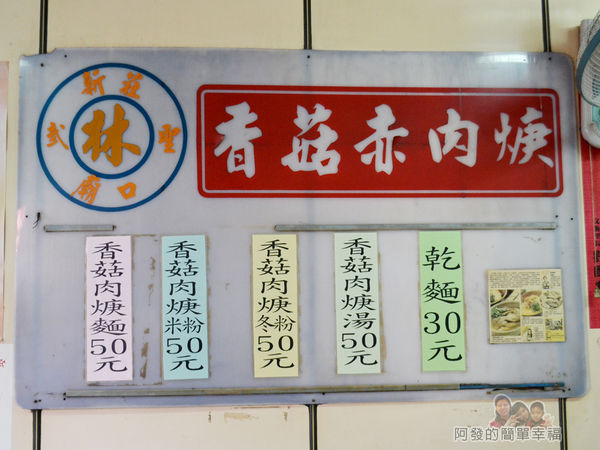 新莊
武聖
廟口
林
香菇赤肉焿
香菇肉焿麵50元
香菇肉焿米粉50元
香菇肉焿冬粉50元
香菇肉焿湯50元
乾麵30元
阿發的簡單幸福